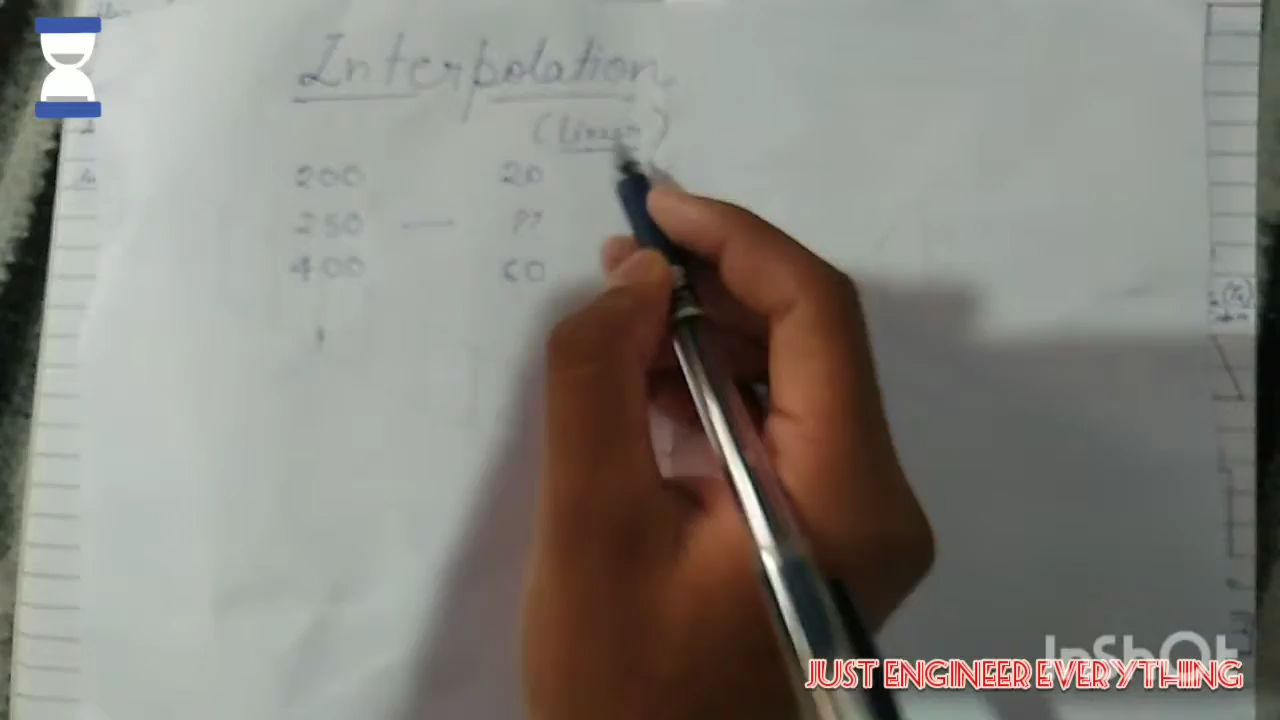 Interpolation
(Linear)
200 20
250 — ??
400 60
InShOt
JUST ENGINEER EVERYTHING